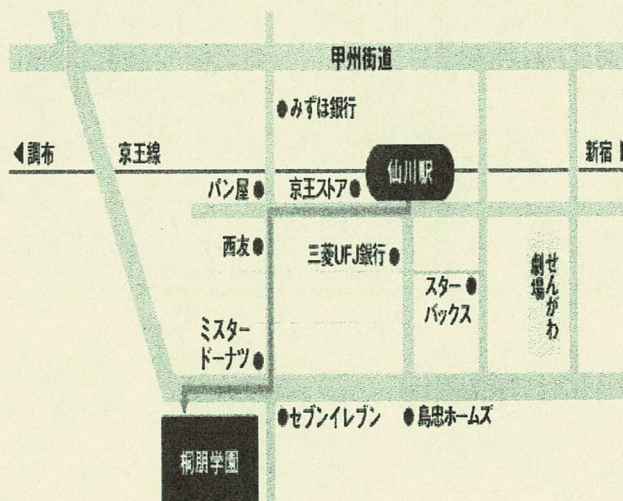 甲州街道
みずほ銀行
調布
京王線
仙川駅
新宿
パン屋
京王ストア
西友
三菱UFJ銀行
スター
バックス
せんがわ
劇場
ミスター
ドーナツ
セブンイレブン
島忠ホームズ
桐朋学園